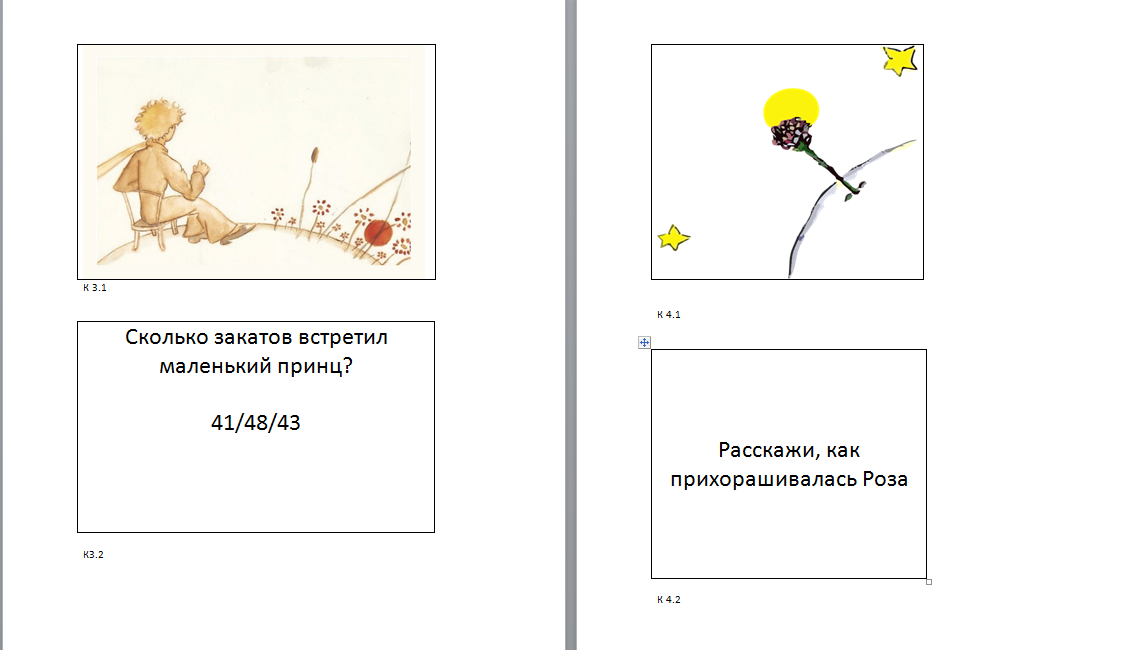 К 3.1
Сколько закатов встретил
маленький принц?
41/48/43
К3.2
К 4.1
Расскажи, как
прихорашивалась Роза
К 4.2